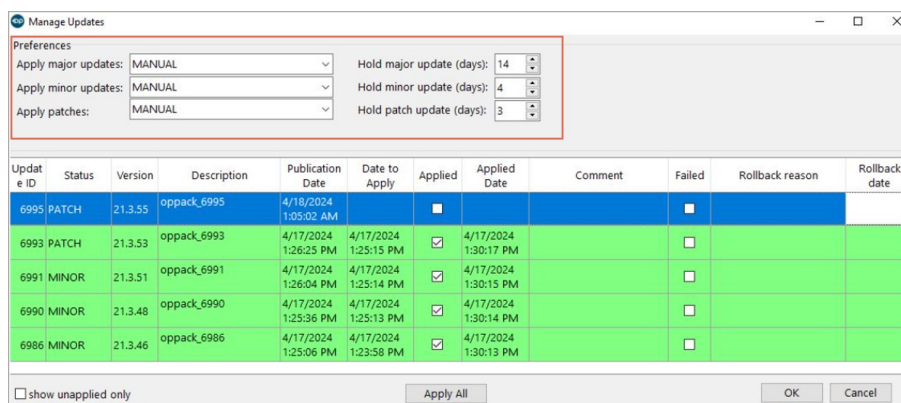 Manage Updates
Preferences
Apply major updates: MANUAL Hold major update (days): 14
Apply minor updates: MANUAL Hold minor update (days): 4
Apply patches: MANUAL Hold patch update (days): 3
Updat e ID Status Version Description Publication Date Date to Apply Applied Applied Date Comment Failed Rollback reason Rollback date
6995 PATCH 21.3.55 oppack_6995 4/18/2024 1:05:02 AM
6993 PATCH 21.3.53 oppack_6993 4/17/2024 1:26:25 PM 4/17/2024 1:25:15 PM 4/17/2024 1:30:17 PM
6991 MINOR 21.3.51 oppack_6991 4/17/2024 1:26:04 PM 4/17/2024 1:25:14 PM 4/17/2024 1:30:15 PM
6990 MINOR 21.3.48 oppack_6990 4/17/2024 1:25:36 PM 4/17/2024 1:25:13 PM 4/17/2024 1:30:14 PM
6986 MINOR 21.3.46 oppack_6986 4/17/2024 1:25:06 PM 4/17/2024 1:23:58 PM 4/17/2024 1:30:13 PM
show unapplied only Apply All OK Cancel